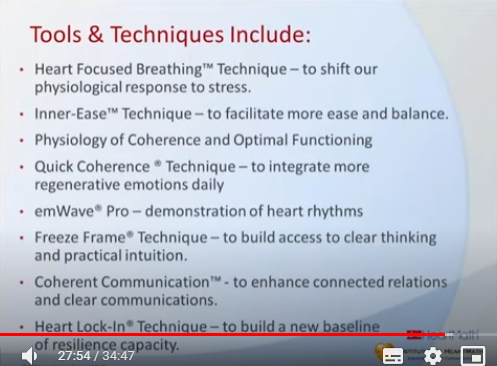 Tools & Techniques Include:
• Heart Focused Breathing™ Technique – to shift our
physiological response to stress.
• Inner-Ease™ Technique – to facilitate more ease and balance.
• Physiology of Coherence and Optimal Functioning
• Quick Coherence ® Technique – to integrate more
regenerative emotions daily
• emWave® Pro – demonstration of heart rhythms
• Freeze Frame® Technique – to build access to clear thinking
and practical intuition.
• Coherent Communication™ - to enhance connected relations
and clear communications.
• Heart Lock-In® Technique – to build a new baseline
of resilience capacity.
HeartMath
27:54 / 34:47